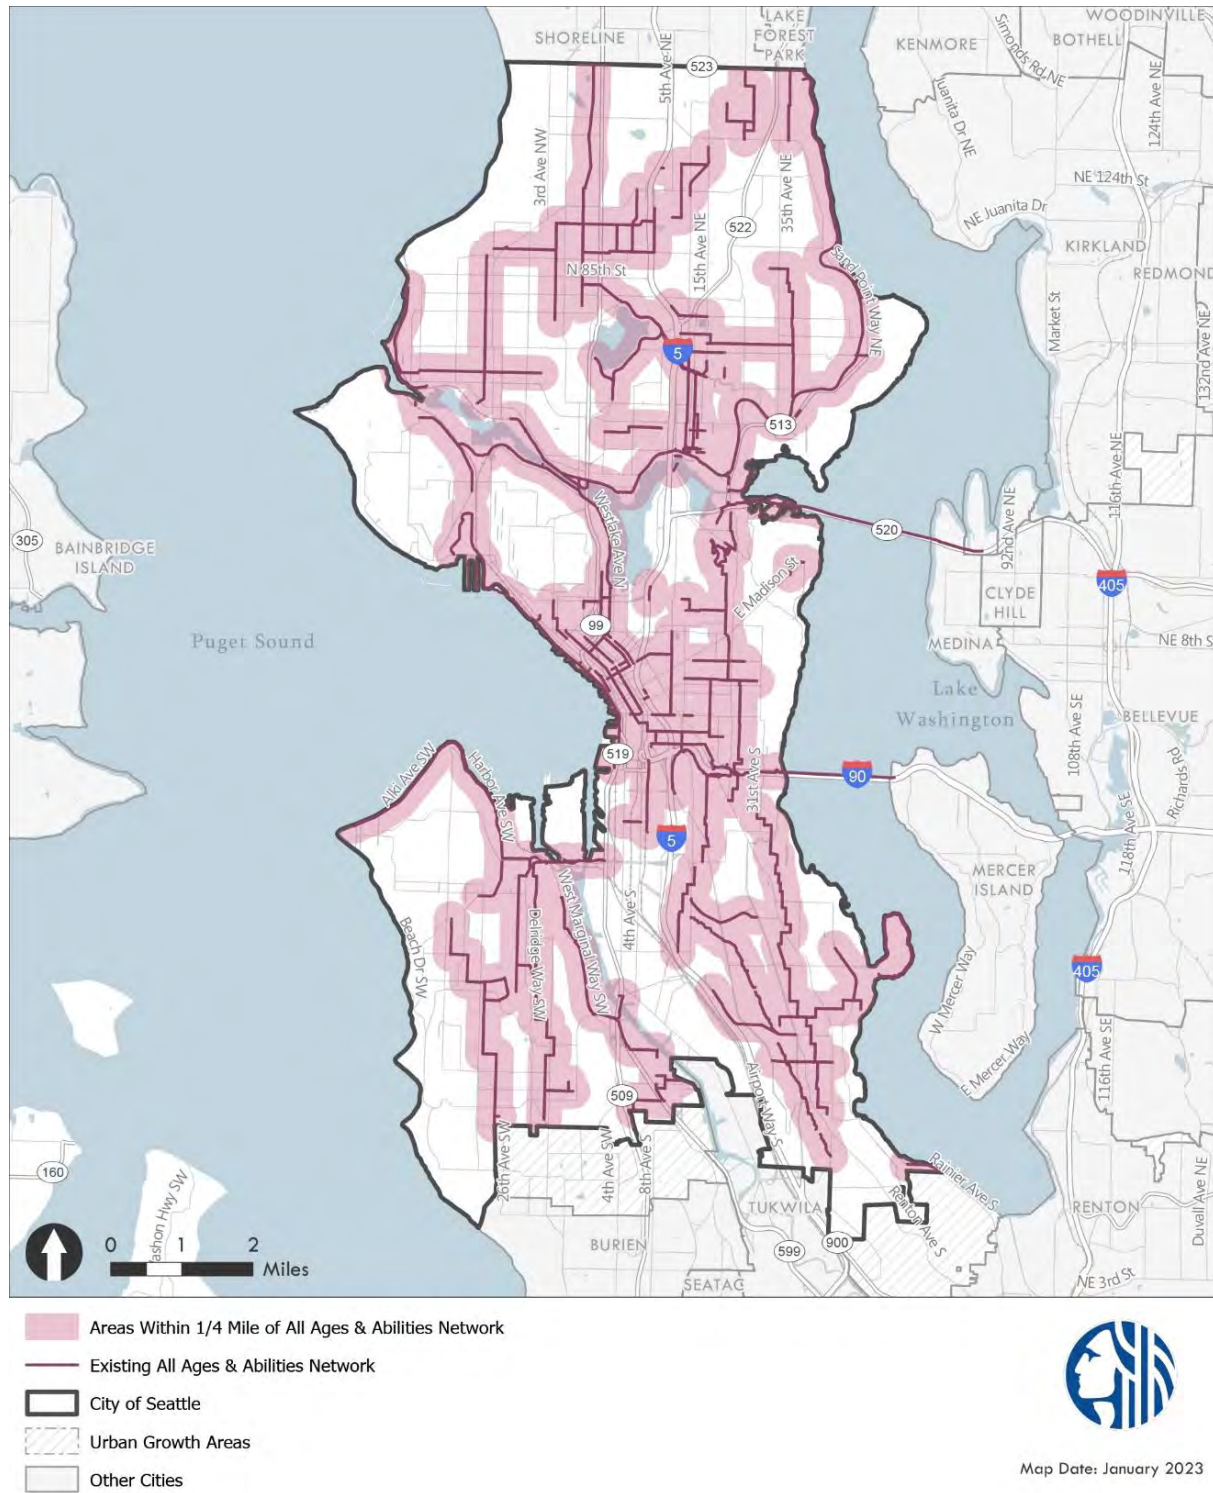 SHORELINE
LAKE
FOREST
PARK
WOODINVILLE
BOTHELL
KENMORE
Simonds Rd NE
5th Ave NE
523
Juanita Dr NE
124th Ave NE
3rd Ave NW
35th Ave NE
NE 124th St
15th Ave NE
522
NE Juanita Dr
KIRKLAND
N 85th St
Sand Point Way NE
REDMOND
Market St
132nd Ave NE
5
513
116th Ave NE
Westlake Ave N
520
92nd Ave NE
305
BAINBRIDGE
ISLAND
E Madison St
405
CLYDE
HILL
99
Puget Sound
MEDINA
NE 8th S
Lake
Washington
108th Ave SE
BELLEVUE
519
Alki Ave SW
Harbor Ave SW
31st Ave S
90
Richards Rd
5
118th Ave SE
MERCER
ISLAND
West Marginal Way SW
Delridge Way SW
4th Ave S
Beach Dr SW
405
W Mercer Way
E Mercer Way
116th Ave SE
Airport Way S
509
26th Ave SW
4th Ave SW
8th Ave S
160
ashon Hwy SW
Rainier Ave S
Renton Ave S
TUKWILA
RENTON
Duvall Ave NE
BURIEN
599
900
SEATAC
NE 3rd St
0 1 2
Miles
Areas Within 1/4 Mile of All Ages & Abilities Network
Existing All Ages & Abilities Network
City of Seattle
Urban Growth Areas
Other Cities
Map Date: January 2023